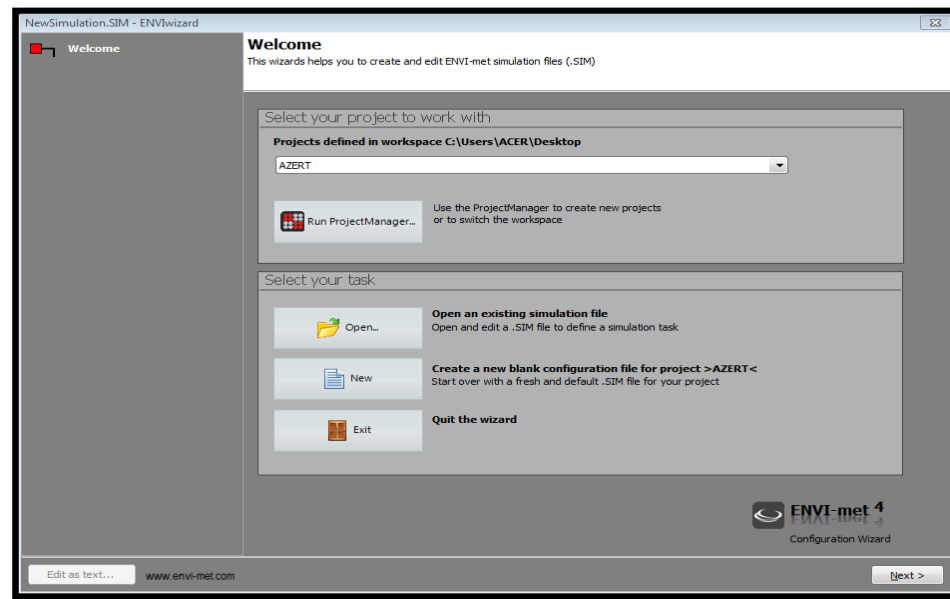 NewSimulation.SIM - ENVIwizard
Welcome
Welcome
This wizards helps you to create and edit ENVI-met simulation files (.SIM)
Select your project to work with
Projects defined in workspace C:\Users\ACER\Desktop
AZERT
Run ProjectManager...
Use the ProjectManager to create new projects
or to switch the workspace
Select your task
Open...
Open an existing simulation file
Open and edit a .SIM file to define a simulation task
New
Create a new blank configuration file for project >AZERT<
Start over with a fresh and default .SIM file for your project
Exit
Quit the wizard
ENVI-met 4
Configuration Wizard
Edit as text...
www.envi-met.com
Next >